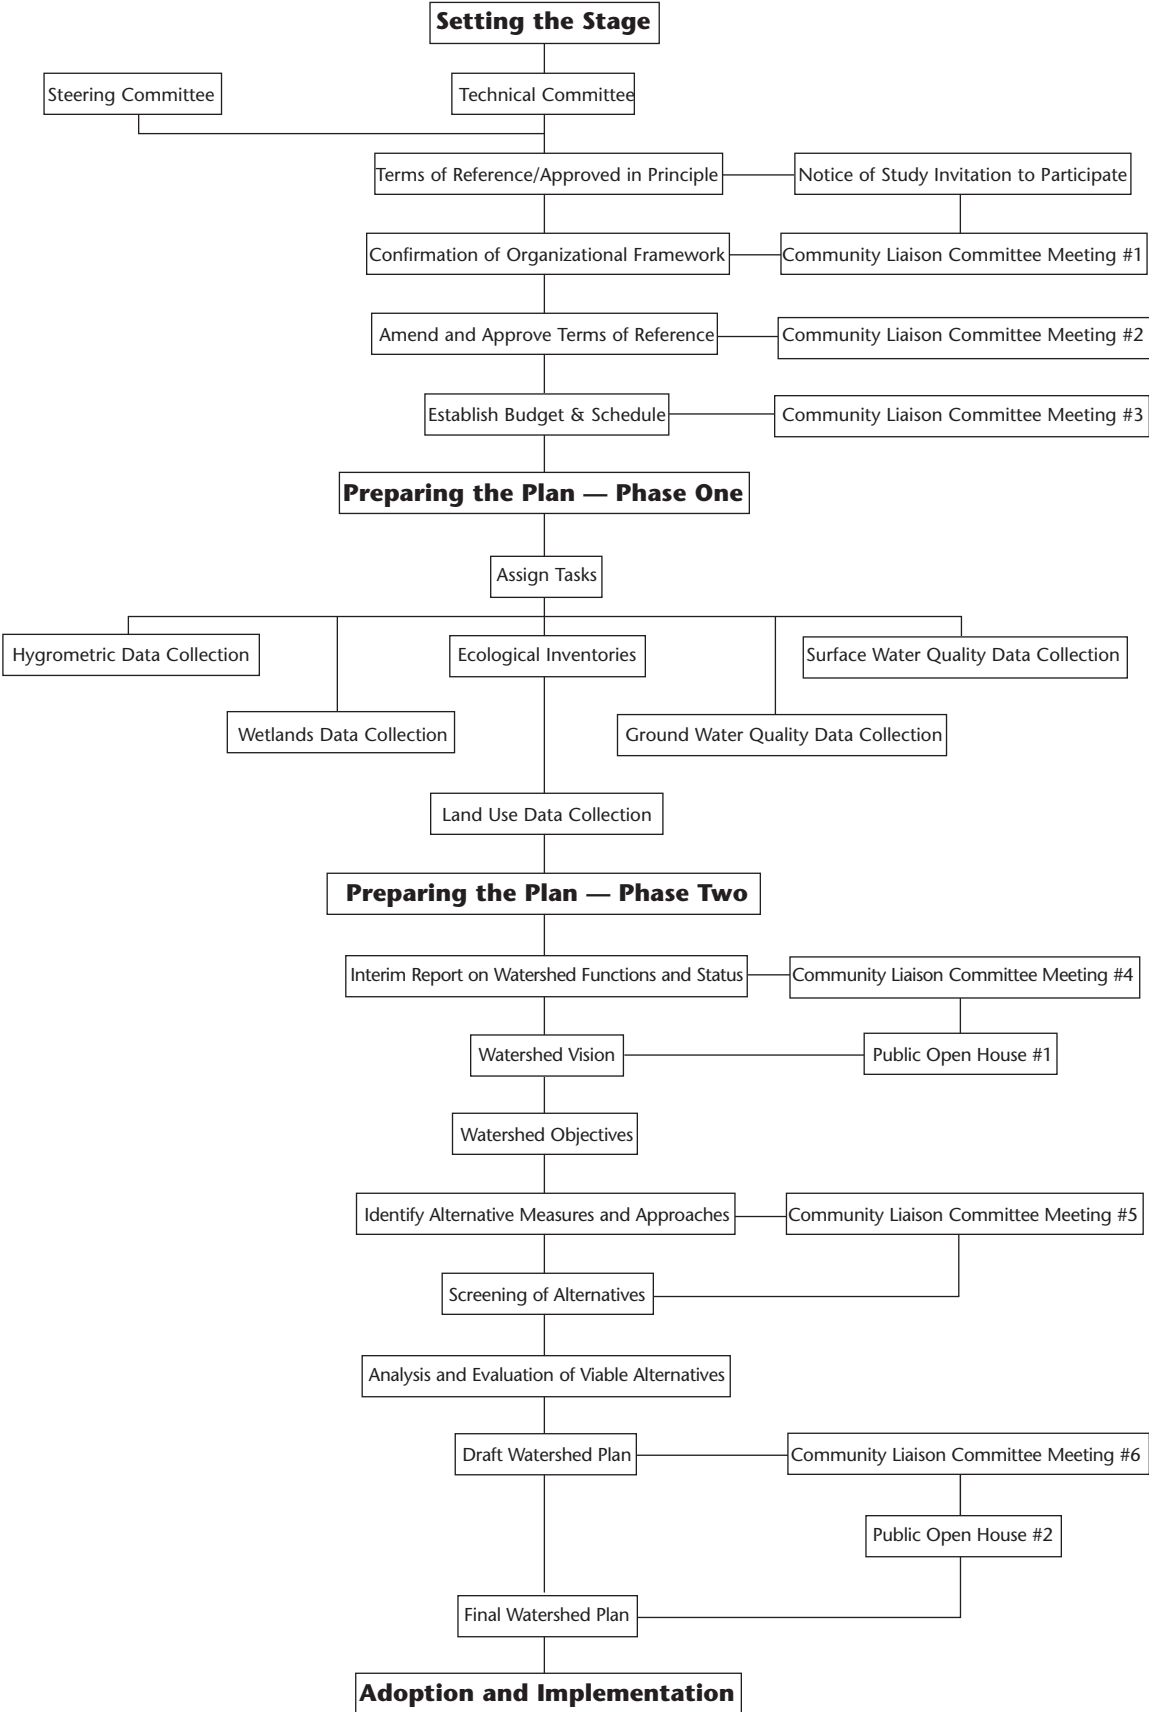 Setting the Stage
Steering Committee
Technical Committee
Terms of Reference/Approved in Principle
Notice of Study Invitation to Participate
Confirmation of Organizational Framework
Community Liaison Committee Meeting #1
Amend and Approve Terms of Reference
Community Liaison Committee Meeting #2
Establish Budget & Schedule
Community Liaison Committee Meeting #3
Preparing the Plan — Phase One
Assign Tasks
Hygrometric Data Collection
Ecological Inventories
Surface Water Quality Data Collection
Wetlands Data Collection
Ground Water Quality Data Collection
Land Use Data Collection
Preparing the Plan — Phase Two
Interim Report on Watershed Functions and Status
Community Liaison Committee Meeting #4
Watershed Vision
Public Open House #1
Watershed Objectives
Identify Alternative Measures and Approaches
Community Liaison Committee Meeting #5
Screening of Alternatives
Analysis and Evaluation of Viable Alternatives
Draft Watershed Plan
Community Liaison Committee Meeting #6
Public Open House #2
Final Watershed Plan
Adoption and Implementation